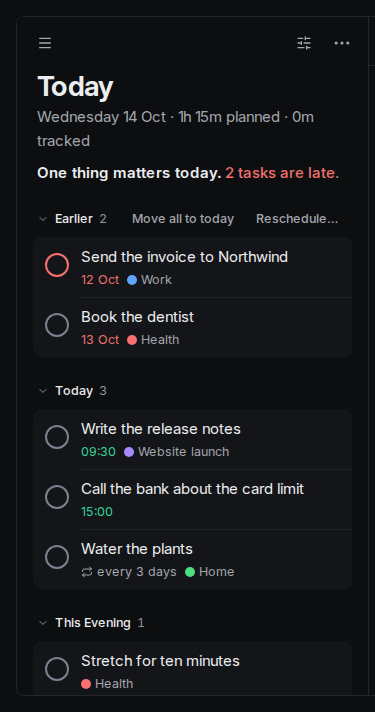 Today
Wednesday 14 Oct · 1h 15m planned · 0m
tracked
One thing matters today. 2 tasks are late.
Earlier 2 Move all to today Reschedule...
Send the invoice to Northwind
12 Oct Work
Book the dentist
13 Oct Health
Today 3
Write the release notes
09:30 Website launch
Call the bank about the card limit
15:00
Water the plants
every 3 days Home
This Evening 1
Stretch for ten minutes
Health